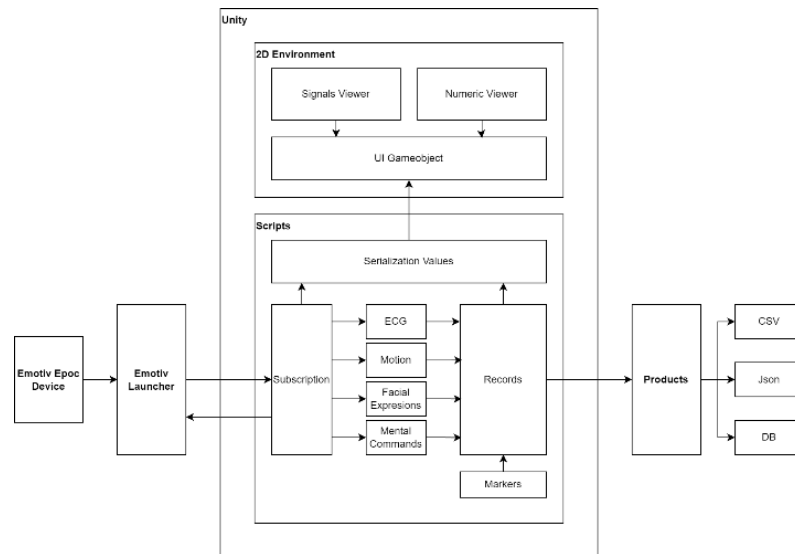 Unity
2D Environment
Signals Viewer
Numeric Viewer
UI Gameobject
Scripts
Serialization Values
Emotiv Epoc
Device
Emotiv
Launcher
Subscription
ECG
Motion
Facial
Expresions
Mental
Commands
Records
Markers
Products
CSV
Json
DB